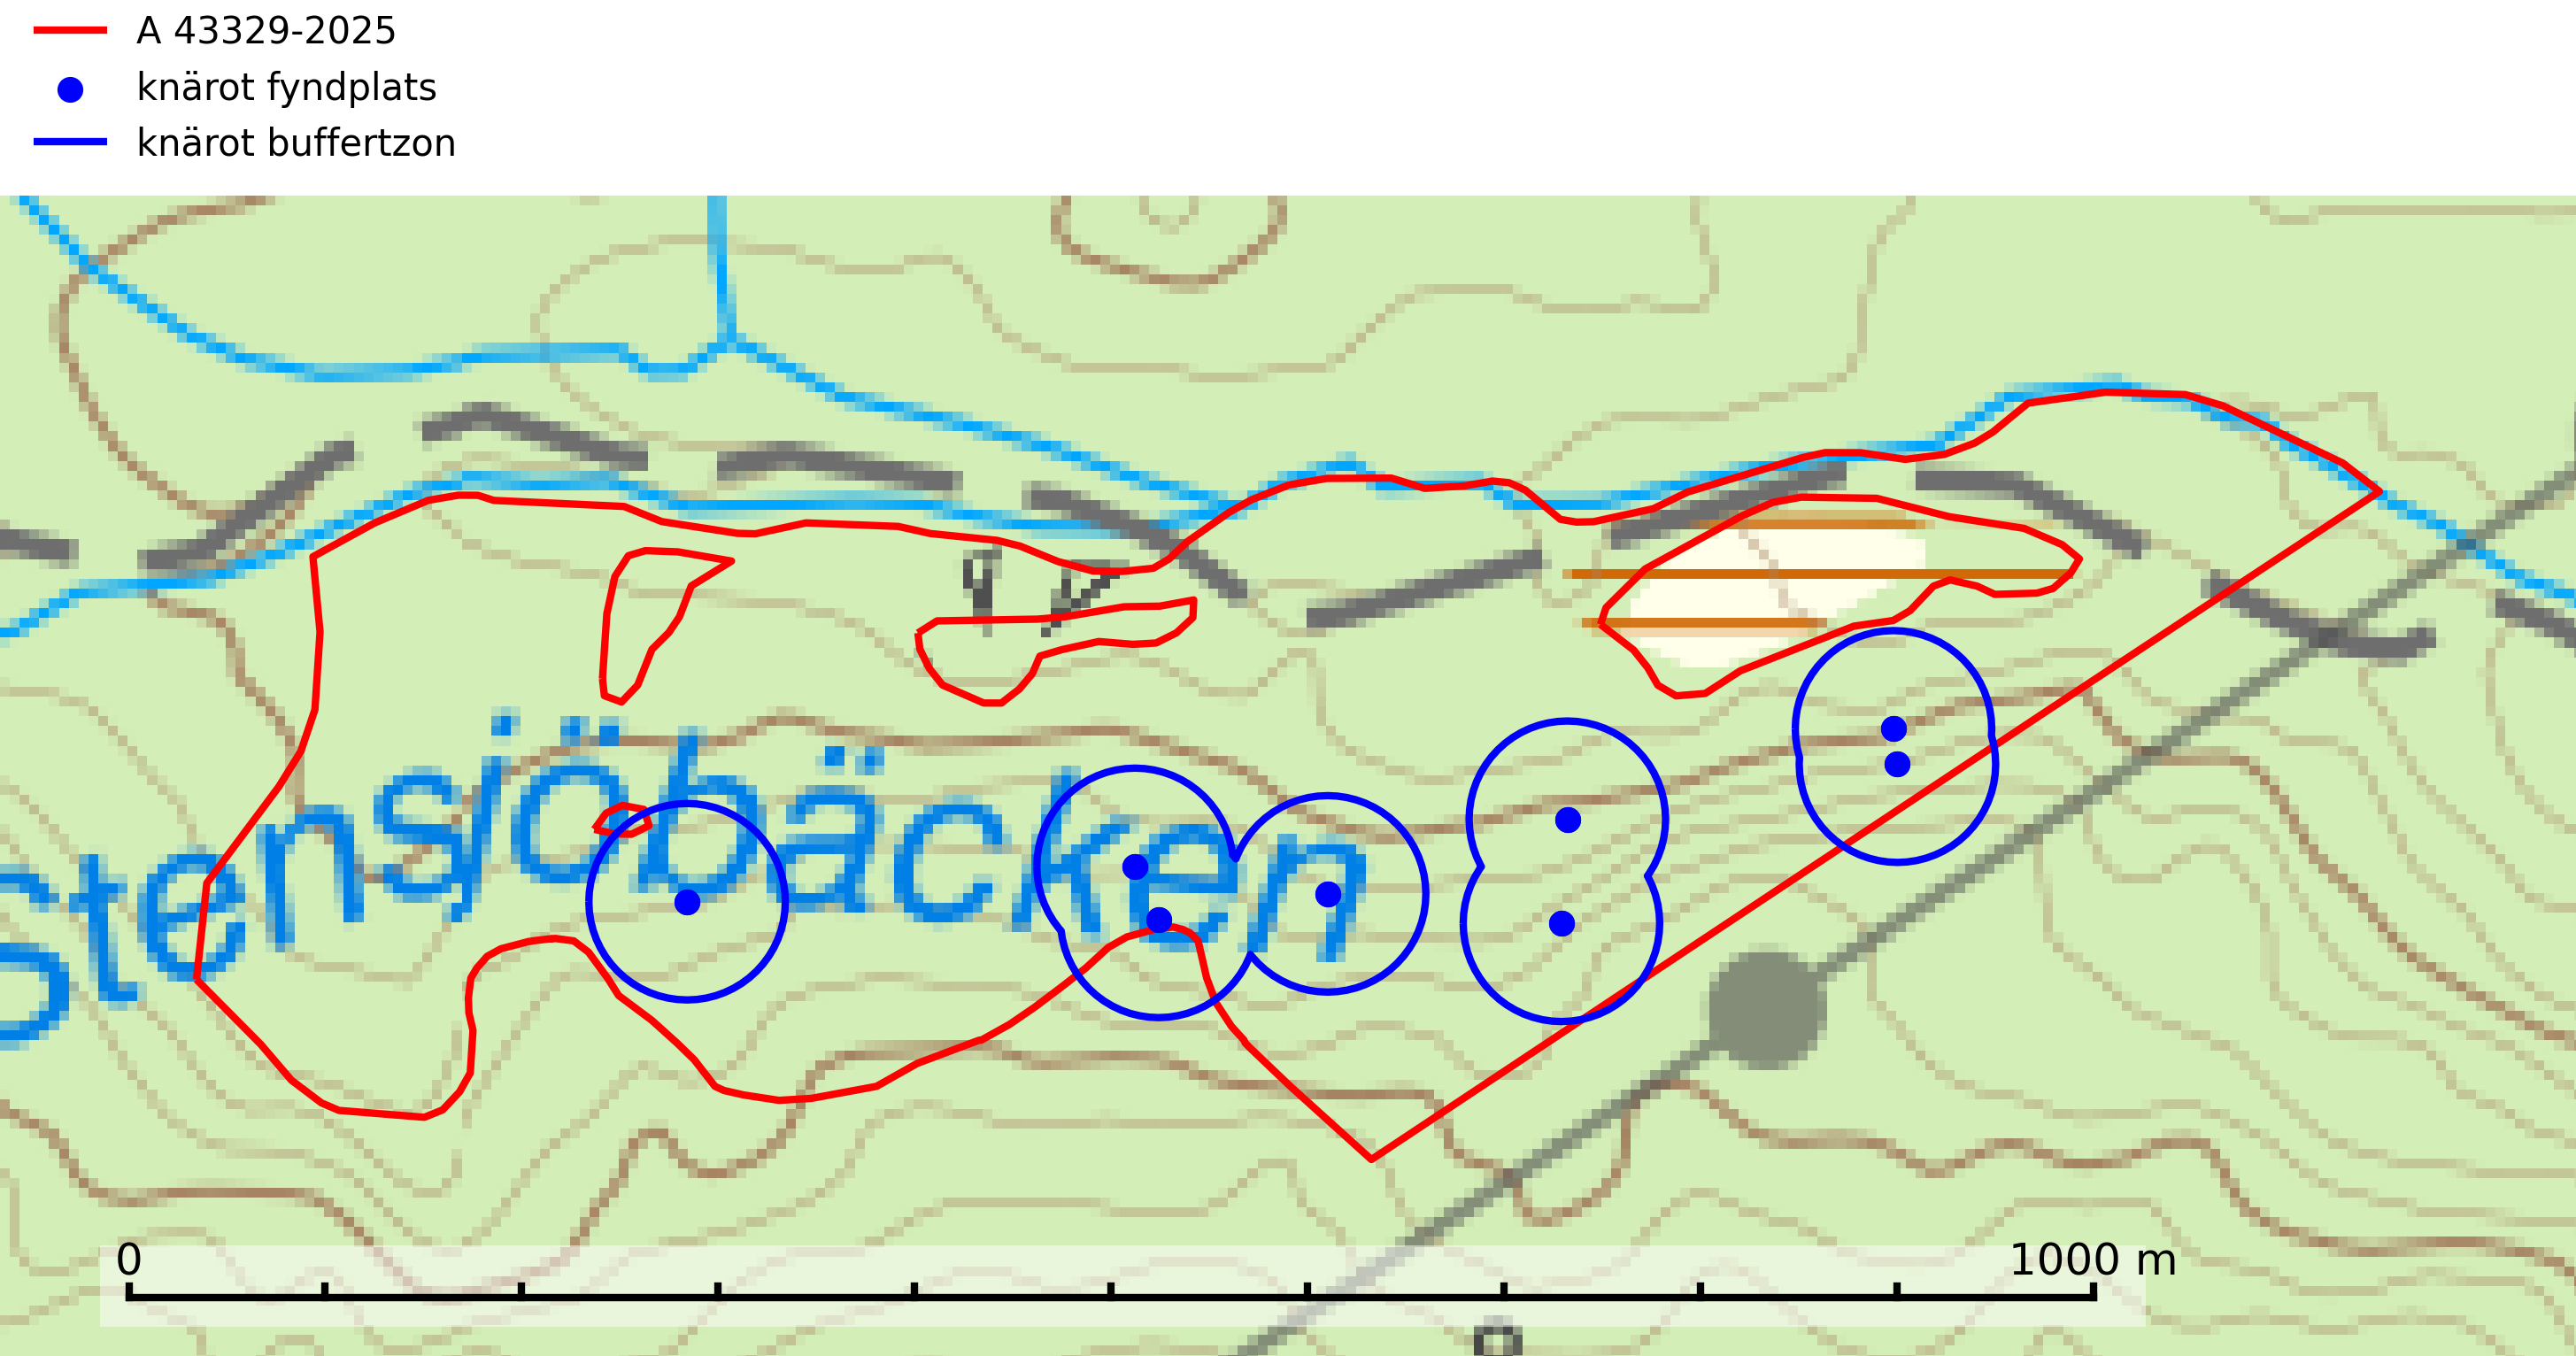 A 43329-2025
knärot fyndplats
knärot buffertzon
Stensjöbäcken
0 1000 m